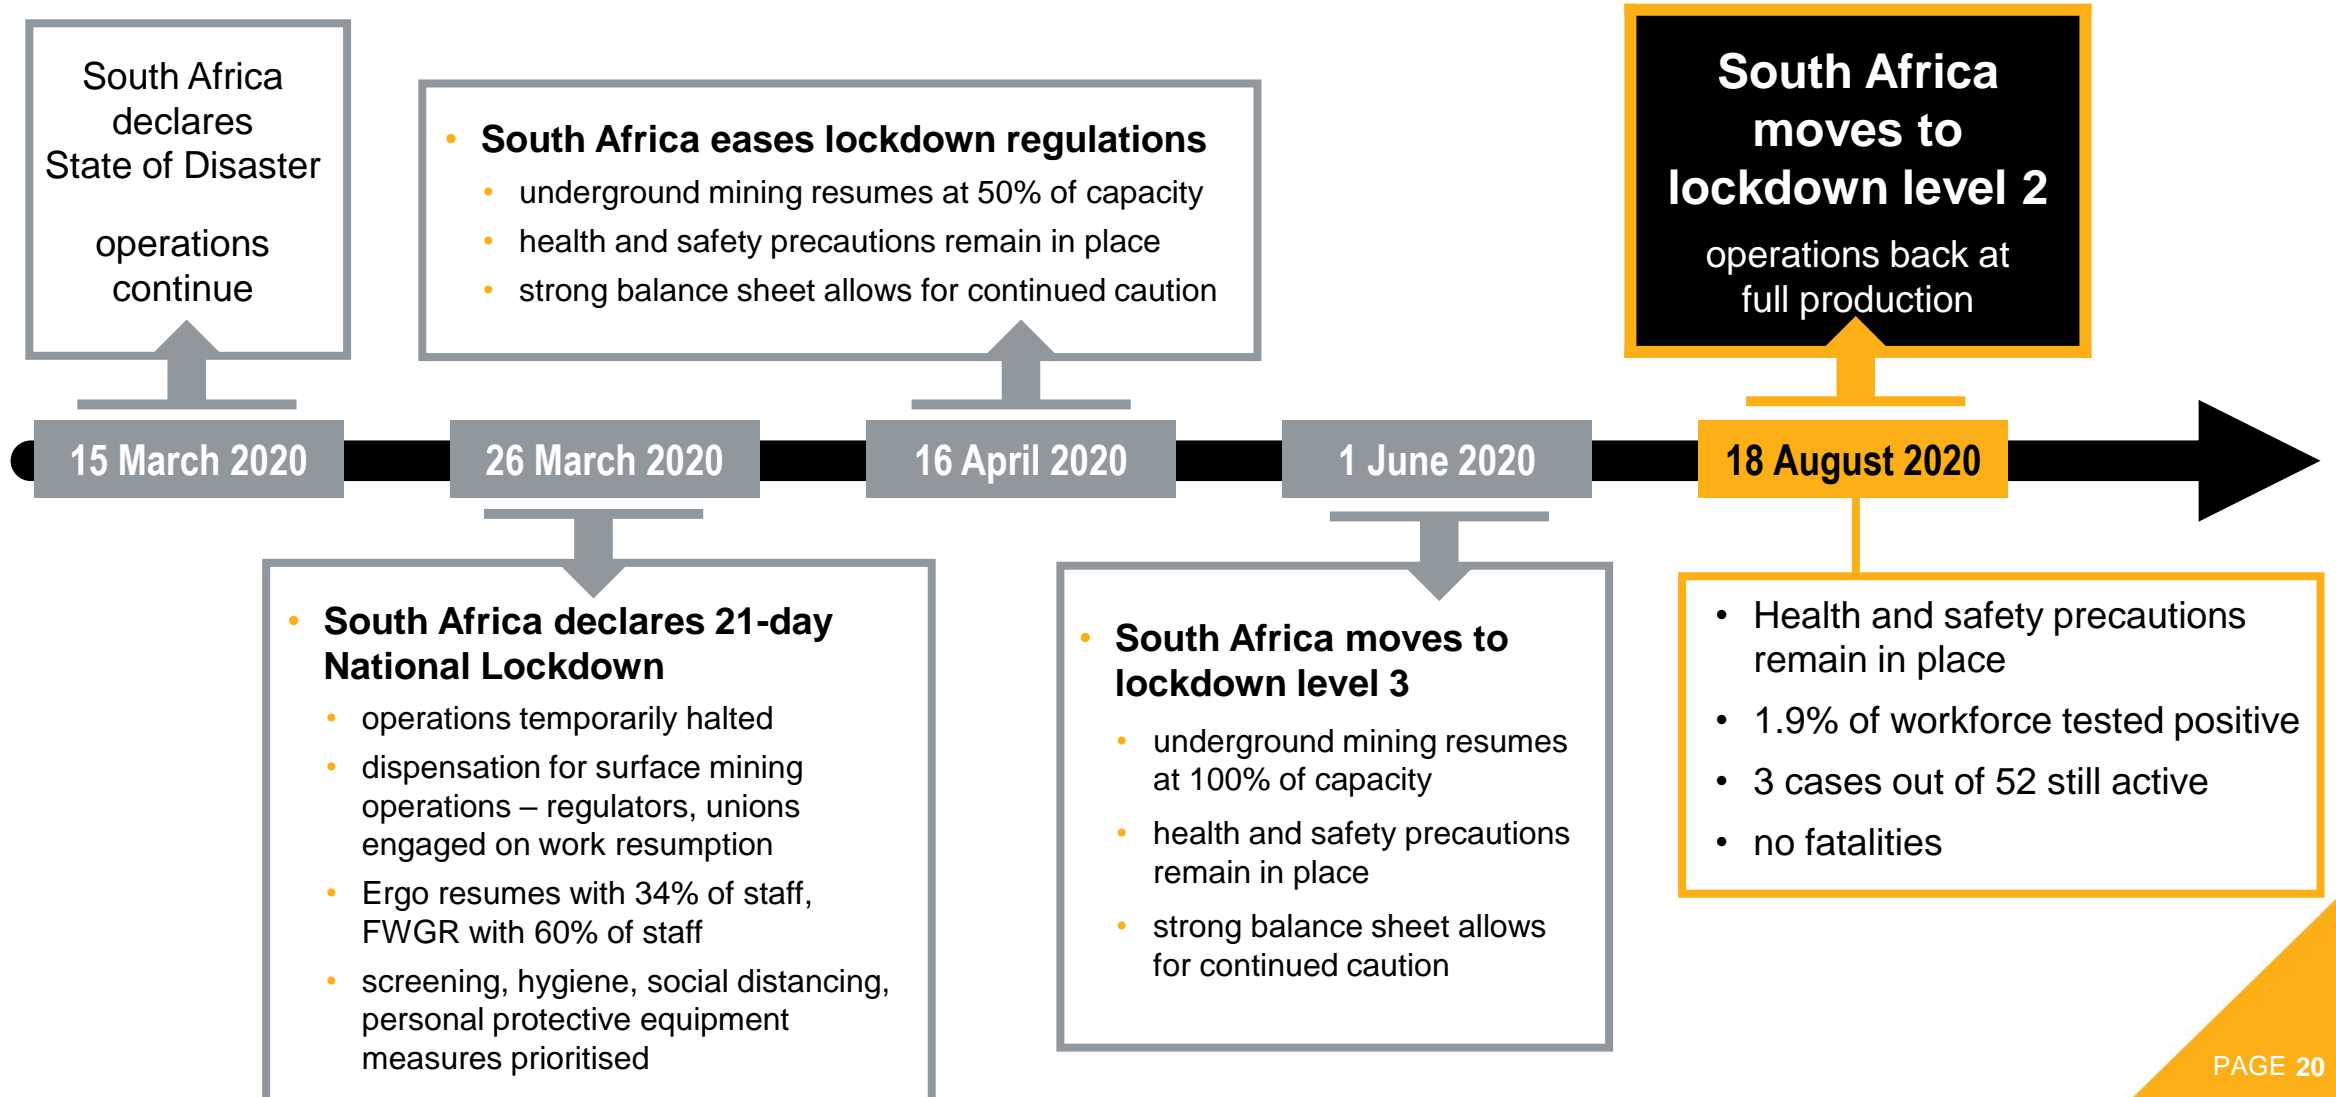 South Africa
declares
State of Disaster
operations
continue
• South Africa eases lockdown regulations
• underground mining resumes at 50% of capacity
• health and safety precautions remain in place
• strong balance sheet allows for continued caution
South Africa
moves to
lockdown level 2
operations back at
full production
15 March 2020
26 March 2020
16 April 2020
1 June 2020
18 August 2020
• South Africa declares 21-day
National Lockdown
• operations temporarily halted
• dispensation for surface mining
operations – regulators, unions
engaged on work resumption
• Ergo resumes with 34% of staff,
FWGR with 60% of staff
• screening, hygiene, social distancing,
personal protective equipment
measures prioritised
• South Africa moves to
lockdown level 3
• underground mining resumes
at 100% of capacity
• health and safety precautions
remain in place
• strong balance sheet allows
for continued caution
• Health and safety precautions
remain in place
• 1.9% of workforce tested positive
• 3 cases out of 52 still active
• no fatalities
PAGE 20